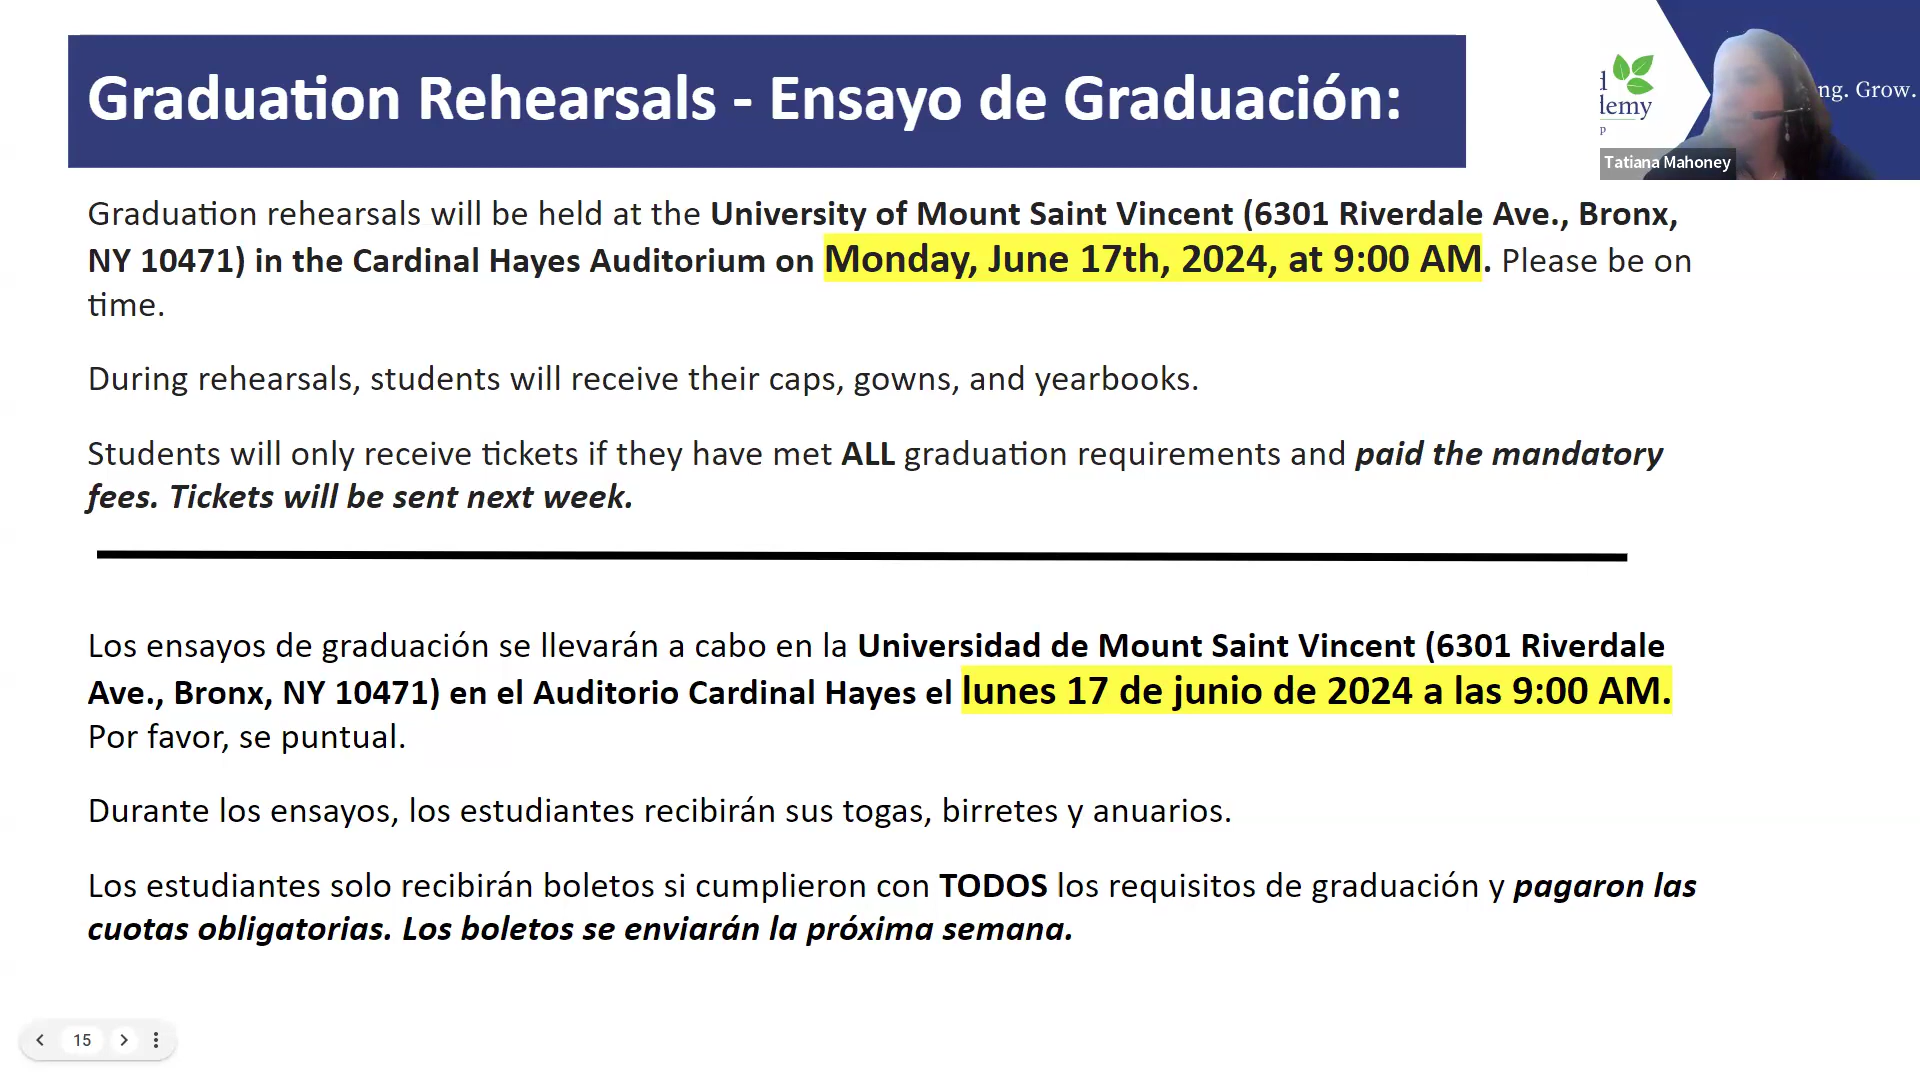 Graduation Rehearsals - Ensayo de Graduación:
demy
ng. Grow.
Tatiana Mahoney
Graduation rehearsals will be held at the University of Mount Saint Vincent (6301 Riverdale Ave., Bronx,
NY 10471) in the Cardinal Hayes Auditorium on Monday, June 17th, 2024, at 9:00 AM. Please be on
time.
During rehearsals, students will receive their caps, gowns, and yearbooks.
Students will only receive tickets if they have met ALL graduation requirements and paid the mandatory
fees. Tickets will be sent next week.
Los ensayos de graduación se llevarán a cabo en la Universidad de Mount Saint Vincent (6301 Riverdale
Ave., Bronx, NY 10471) en el Auditorio Cardinal Hayes el lunes 17 de junio de 2024 a las 9:00 AM.
Por favor, se puntual.
Durante los ensayos, los estudiantes recibirán sus togas, birretes y anuarios.
Los estudiantes solo recibirán boletos si cumplieron con TODOS los requisitos de graduación y pagaron las
cuotas obligatorias. Los boletos se enviarán la próxima semana.
15